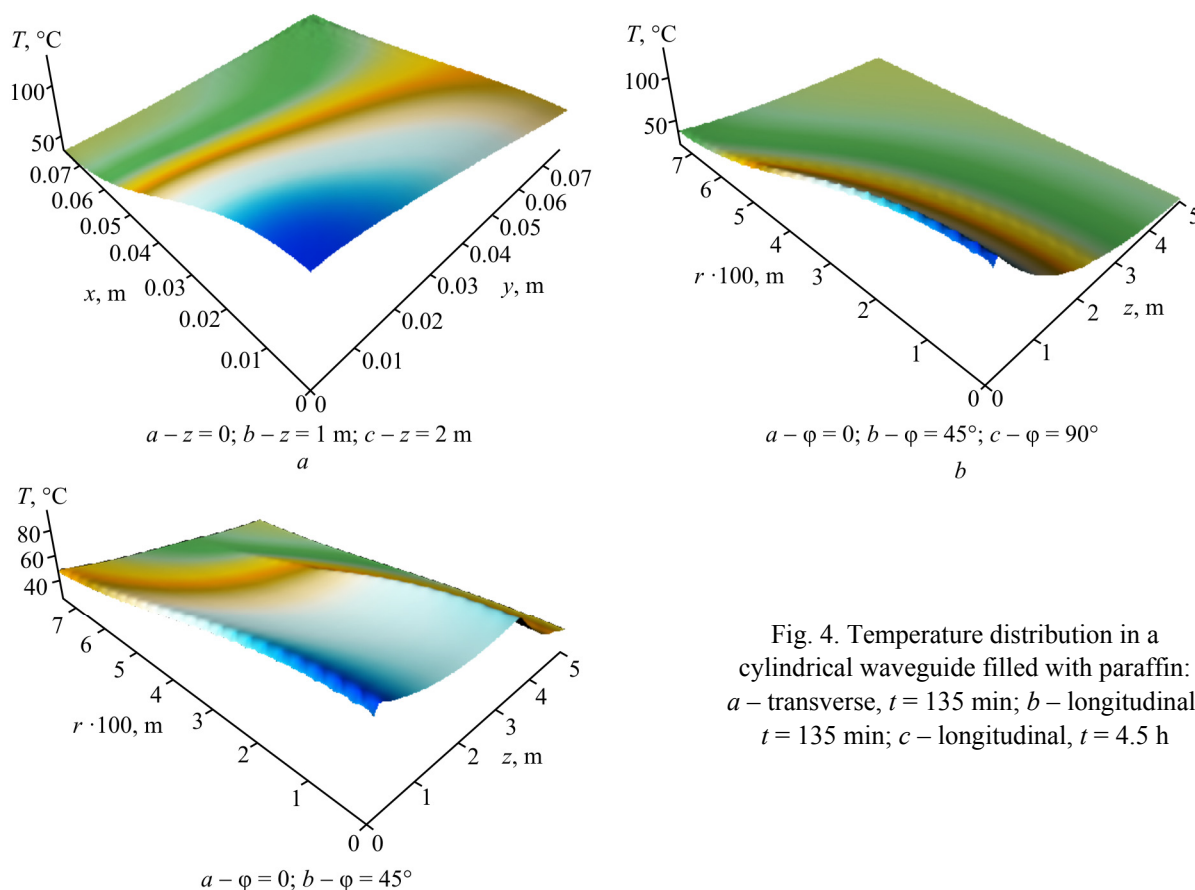 T, °C
100
50
0.07
0.06
0.05
0.04
0.03
0.02
0.01
0
x, m
0
0.01
0.02
0.03
0.04
0.05
0.06
0.07
y, m
a – z = 0; b – z = 1 m; c – z = 2 m
a
T, °C
100
50
7
6
5
4
3
2
1
0
r ·100, m
0
1
2
3
4
5
z, m
a – φ = 0; b – φ = 45°; c – φ = 90°
b
T, °C
80
60
40
7
6
5
4
3
2
1
0
r ·100, m
0
1
2
3
4
5
z, m
a – φ = 0; b – φ = 45°
Fig. 4. Temperature distribution in a
cylindrical waveguide filled with paraffin:
a – transverse, t = 135 min; b – longitudinal
t = 135 min; c – longitudinal, t = 4.5 h